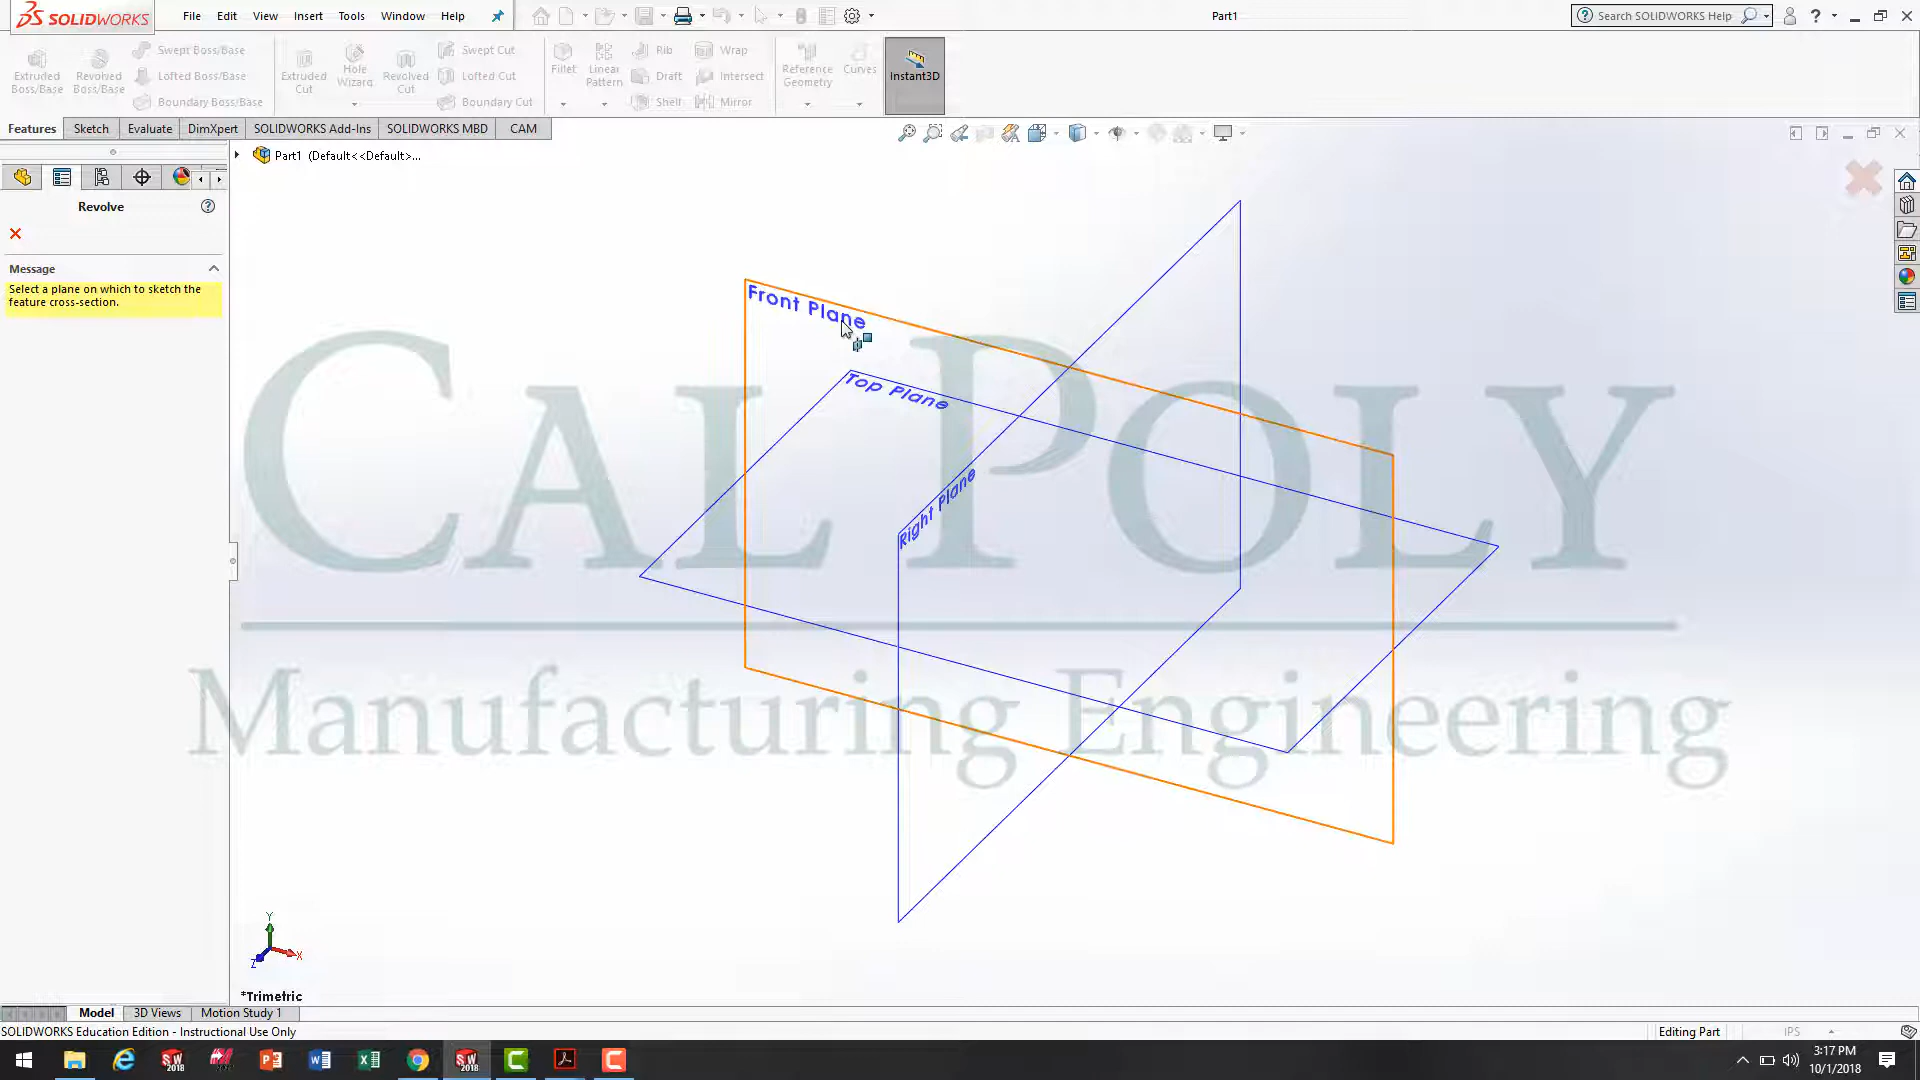 SOLIDWORKS
File Edit View Insert Tools Window Help
Part1
Search SOLIDWORKS Help
Extruded Boss/Base
Revolved Boss/Base
Swept Boss/Base
Lofted Boss/Base
Boundary Boss/Base
Extruded Cut
Hole Wizard
Revolved Cut
Swept Cut
Lofted Cut
Boundary Cut
Fillet
Linear Pattern
Rib
Draft
Shell
Wrap
Intersect
Mirror
Reference Geometry
Curves
Instant3D
Features Sketch Evaluate DimXpert SOLIDWORKS Add-Ins SOLIDWORKS MBD CAM
Part1 (Default<<Default>...
Revolve
Message
Select a plane on which to sketch the
feature cross-section.
Front Plane
Top Plane
Right Plane
CAL POLY
Manufacturing Engineering
Y
X
Z
*Trimetric
Model 3D Views Motion Study 1
SOLIDWORKS Education Edition - Instructional Use Only
Editing Part
IPS
3:17 PM
10/1/2018